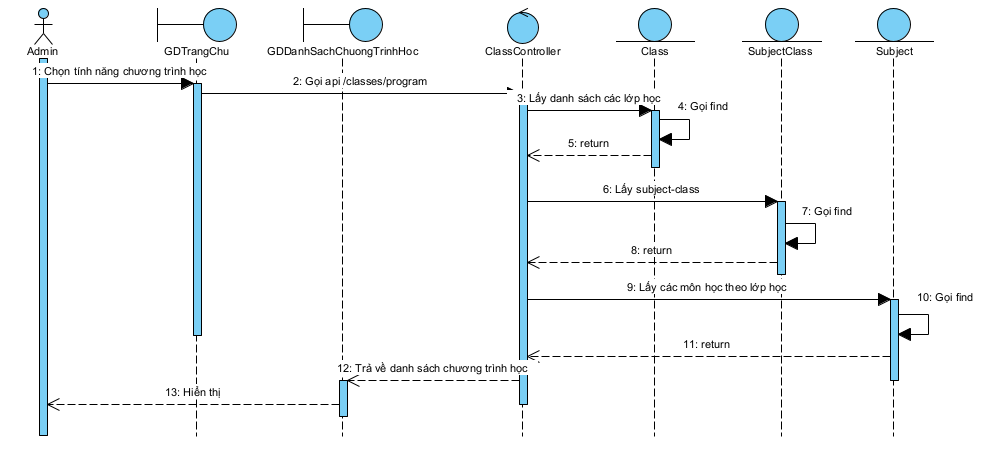 Admin
GDTrangChu
GDDanhSachChuongTrinhHoc
ClassController
Class
SubjectClass
Subject
1: Chọn tính năng chương trình học
2: Gọi api /classes/program
3: Lấy danh sách các lớp học
4: Gọi find
5: return
6: Lấy subject-class
7: Gọi find
8: return
9: Lấy các môn học theo lớp học
10: Gọi find
11: return
12: Trả về danh sách chương trình học
13: Hiển thị